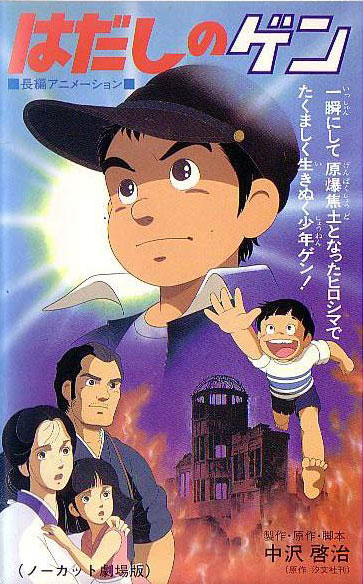 はだしのゲン
■長編アニメーション■
一瞬にして原爆焦土となったヒロシマで
たくましく生きぬく少年ゲン!
製作・原作・脚本
中沢啓治
(原作 汐文社刊)
(ノーカット劇場版)